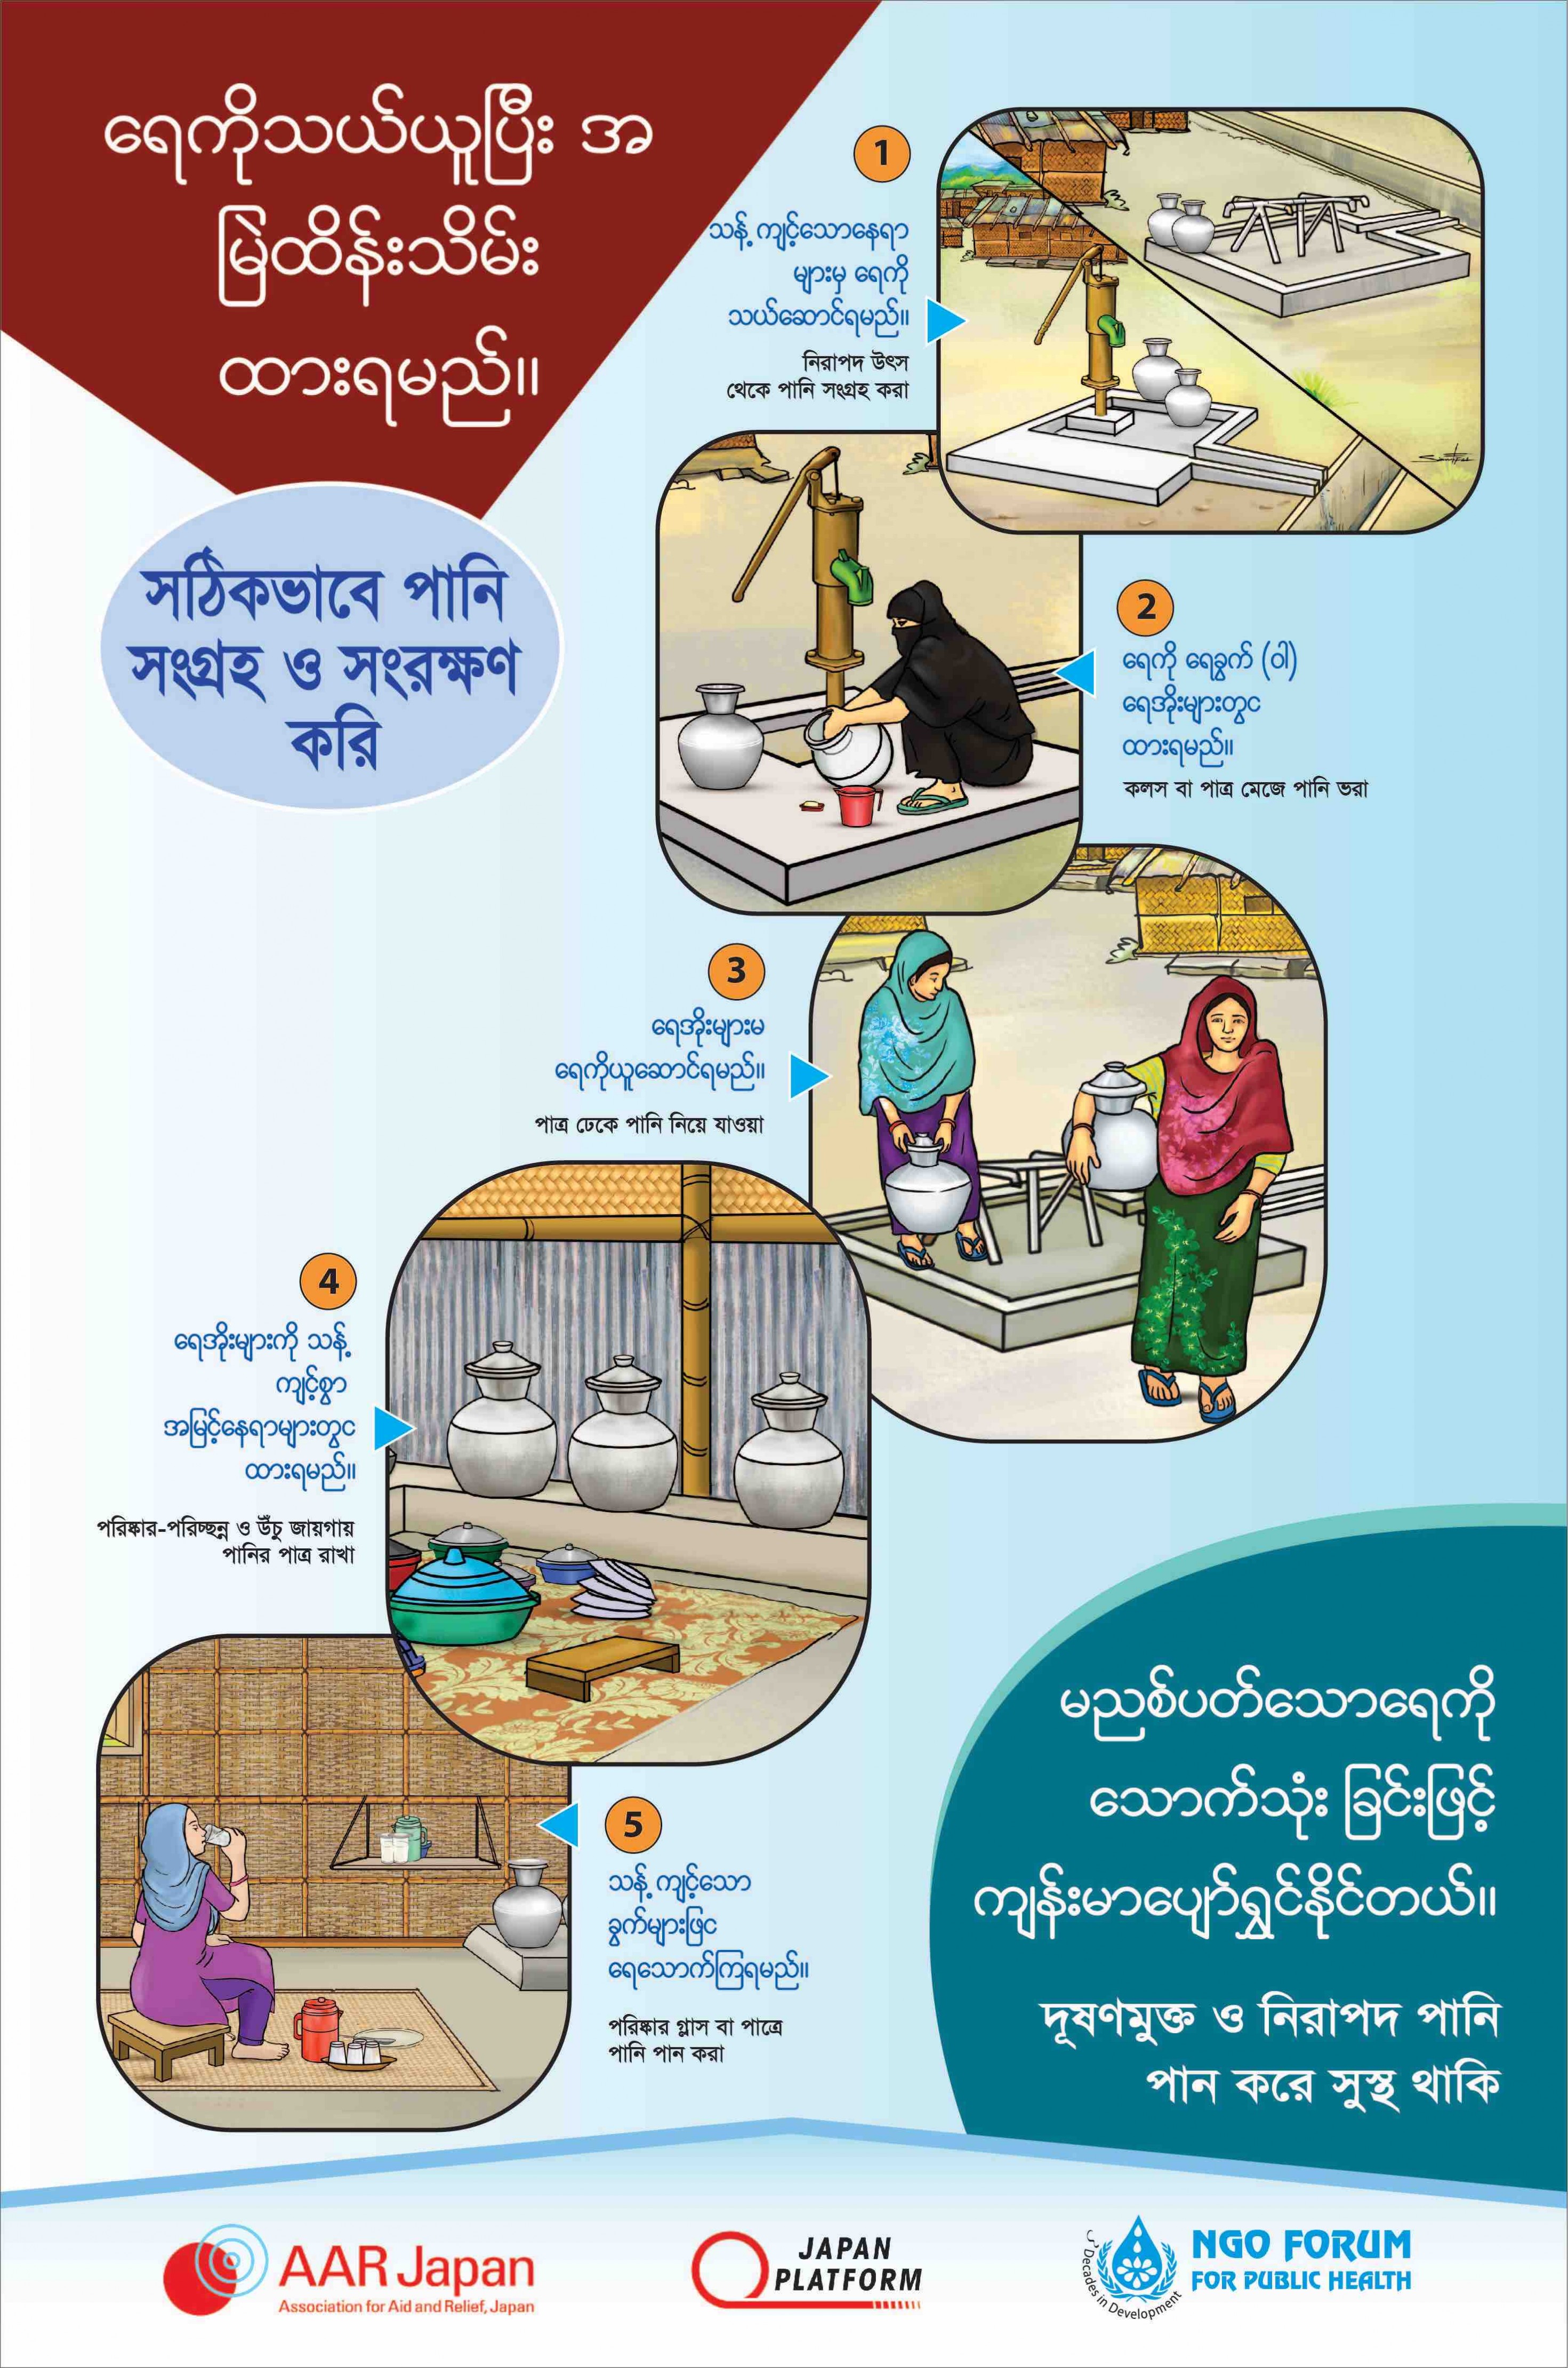 ရေကိုသယ်ယူပြီး အ
မြဲထိန်းသိမ်း
ထားရမည်။
সঠিকভাবে পানি
সংগ্রহ ও সংরক্ষণ
করি
1
သန့် ကျင့်သောနေရာ
များမှ ရေကို
သယ်ဆောင်ရမည်။
নিরাপদ উৎস
থেকে পানি সংগ্রহ করা
2
ရေကို ရေခွက် (ဝါ)
ရေအိုးများတွင
ထားရမည်။
কলস বা পাত্র মেজে পানি ভরা
3
ရေအိုးများမ
ရေကိုယူဆောင်ရမည်။
পাত্র ঢেকে পানি নিয়ে যাওয়া
4
ရေအိုးများကို သန့်
ကျင့်စွာ
အမြင့်နေရာများတွင
ထားရမည်။
পরিষ্কার-পরিচ্ছন্ন ও উঁচু জায়গায়
পানির পাত্র রাখা
5
သန့် ကျင့်သော
ခွက်များဖြင
ရေသောက်ကြရမည်။
পরিষ্কার গ্লাস বা পাত্রে
পানি পান করা
မညစ်ပတ်သောရေကို
သောက်သုံး ခြင်းဖြင့်
ကျန်းမာပျော်ရွှင်နိုင်တယ်။
দূষণমুক্ত ও নিরাপদ পানি
পান করে সুস্থ থাকি
AAR Japan
Association for Aid and Relief, Japan
JAPAN
PLATFORM
Decades in Development
NGO FORUM
FOR PUBLIC HEALTH